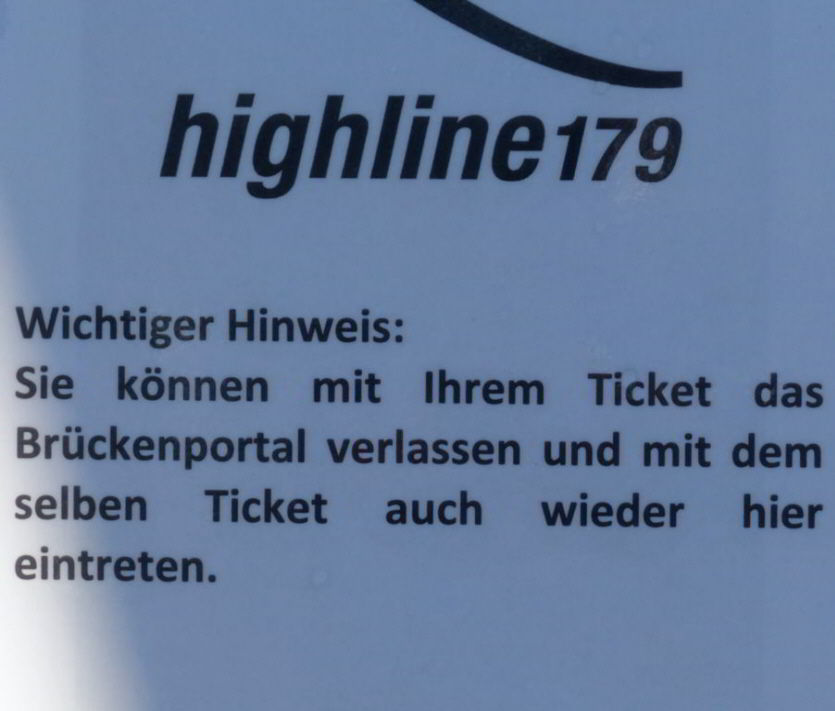 highline179
Wichtiger Hinweis:
Sie können mit Ihrem Ticket das
Brückenportal verlassen und mit dem
selben Ticket auch wieder hier
eintreten.